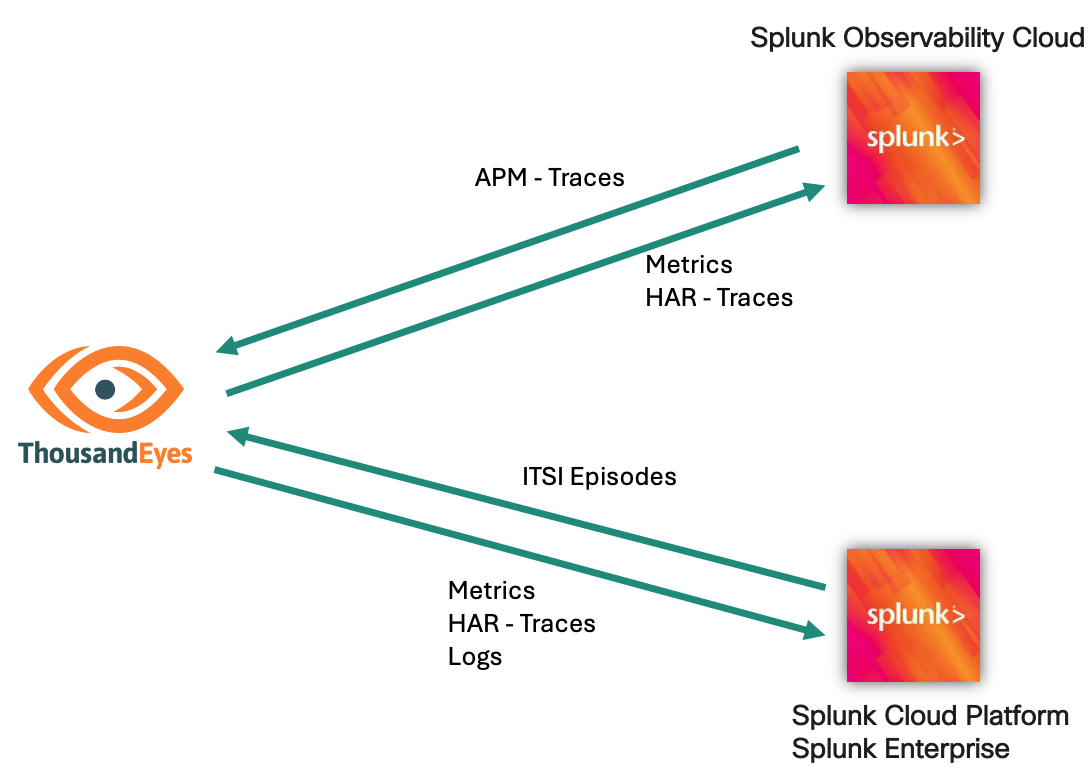 Splunk Observability Cloud
splunk>
APM - Traces
Metrics
HAR - Traces
ThousandEyes
ITSI Episodes
Metrics
HAR - Traces
Logs
splunk>
Splunk Cloud Platform
Splunk Enterprise